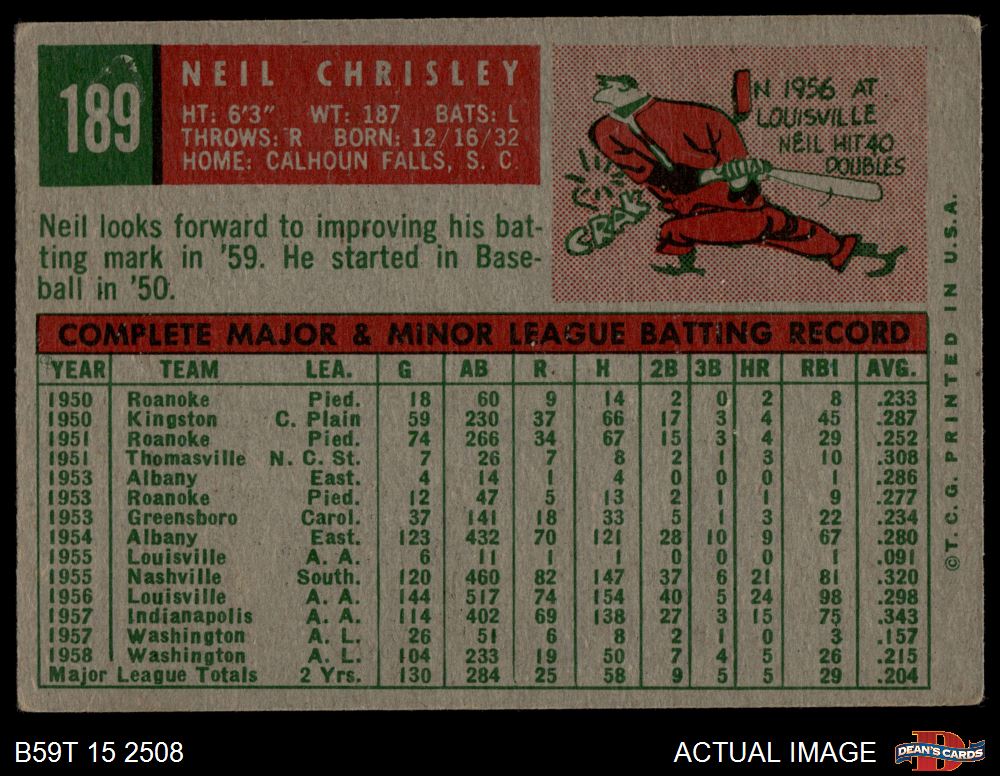 189
NEIL CHRISLEY
HT: 6'3" WT: 187 BATS: L
THROWS: R BORN: 12/16/32
HOME: CALHOUN FALLS, S. C.
IN 1956 AT
LOUISVILLE
NEIL HIT 40
DOUBLES
CRAK
Neil looks forward to improving his bat-
ting mark in '59. He started in Base-
ball in '50.
COMPLETE MAJOR & MINOR LEAGUE BATTING RECORD
YEAR TEAM LEA. G AB R. H 2B 3B HR RBI AVG.
1950 Roanoke Pied. 18 60 9 14 2 0 2 8 .233
1950 Kingston C. Plain 59 230 37 66 17 3 4 45 .287
1951 Roanoke Pied. 74 266 34 67 15 3 4 29 .252
1951 Thomasville N. C. St. 7 26 7 8 2 1 3 10 .308
1953 Albany East. 4 14 1 4 0 0 0 1 .286
1953 Roanoke Pied. 12 47 5 13 2 1 1 9 .277
1953 Greensboro Carol. 37 141 18 33 5 1 3 22 .234
1954 Albany East. 123 432 70 121 28 10 9 67 .280
1955 Louisville A. A. 6 11 1 1 0 0 0 1 .091
1955 Nashville South. 120 460 82 147 37 6 21 81 .320
1956 Louisville A. A. 144 517 74 154 40 5 24 98 .298
1957 Indianapolis A. A. 114 402 69 138 27 3 15 75 .343
1957 Washington A. L. 26 51 6 8 2 1 0 3 .157
1958 Washington A. L. 104 233 19 50 7 4 5 26 .215
Major League Totals 2 Yrs. 130 284 25 58 9 5 5 29 .204
©T. C. G. PRINTED IN U.S.A.
B59T 15 2508
ACTUAL IMAGE
D
DEAN'S CARDS